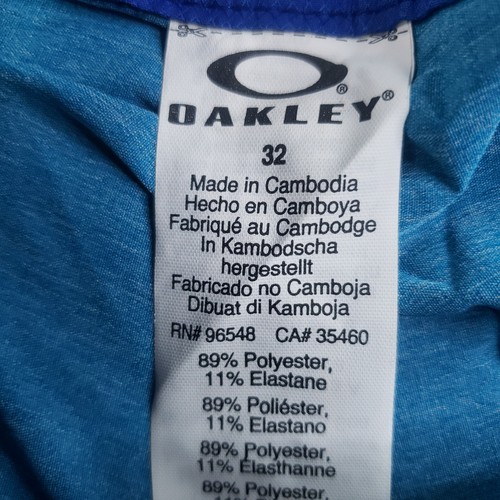 OAKLEY®
32
Made in Cambodia
Hecho en Camboya
Fabriqué au Cambodge
In Kambodscha
hergestellt
Fabricado no Camboja
Dibuat di Kamboja
RN# 96548 CA# 35460
89% Polyester,
11% Elastane
89% Poliéster,
11% Elastano
89% Polyester,
11% Élasthanne
89% Polyester,